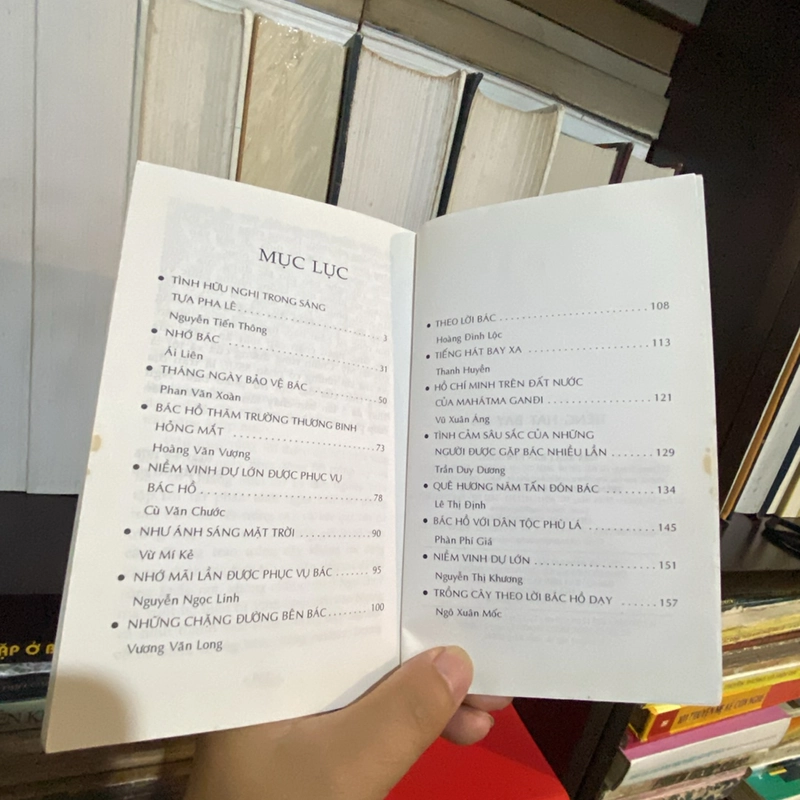 MỤC LỤC
• TÌNH HỮU NGHỊ TRONG SÁNG
TỰA PHA LÊ........................3
Nguyễn Tiến Thông
• NHỚ BÁC ........................31
Ái Liên
• THÁNG NGÀY BẢO VỆ BÁC ............50
Phan Văn Xoàn
• BÁC HỒ THĂM TRƯỜNG THƯƠNG BINH
HỎNG MẮT ........................73
Hoàng Văn Vượng
• NIỀM VINH DỰ LỚN ĐƯỢC PHỤC VỤ
BÁC HỒ........................78
Cù Văn Chước
• NHƯ ÁNH SÁNG MẶT TRỜI ............90
Vừ Mí Kẻ
• NHỚ MÃI LẦN ĐƯỢC PHỤC VỤ BÁC .......95
Nguyễn Ngọc Linh
• NHỮNG CHẶNG ĐƯỜNG BÊN BÁC........100
Vương Văn Long
• THEO LỜI BÁC ........................108
Hoàng Đình Lộc
• TIẾNG HÁT BAY XA ..................113
Thanh Huyền
• HỒ CHÍ MINH TRÊN ĐẤT NƯỚC
CỦA MAHÁTMA GANĐI ................121
Vũ Xuân Áng
• TÌNH CẢM SÂU SẮC CỦA NHỮNG
NGƯỜI ĐƯỢC GẶP BÁC NHIỀU LẦN ........129
Trần Duy Dương
• QUÊ HƯƠNG NĂM TẤN ĐÓN BÁC ........134
Lê Thị Định
• BÁC HỒ VỚI DÂN TỘC PHÙ LÁ ..........145
Phàn Phí Giá
• NIỀM VINH DỰ LỚN ..................151
Nguyễn Thị Khương
• TRỒNG CÂY THEO LỜI BÁC HỒ DẠY ......157
Ngô Xuân Mốc